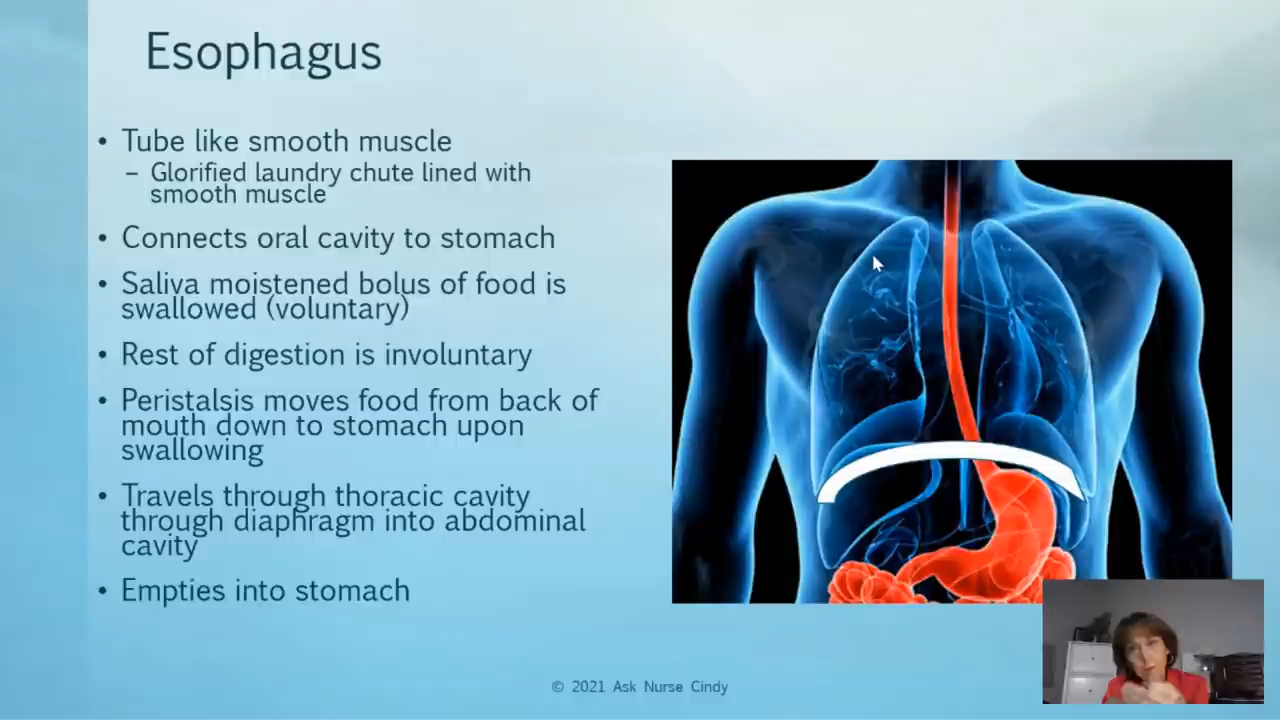 Esophagus
• Tube like smooth muscle
– Glorified laundry chute lined with
smooth muscle
• Connects oral cavity to stomach
• Saliva moistened bolus of food is
swallowed (voluntary)
• Rest of digestion is involuntary
• Peristalsis moves food from back of
mouth down to stomach upon
swallowing
• Travels through thoracic cavity
through diaphragm into abdominal
cavity
• Empties into stomach
© 2021 Ask Nurse Cindy